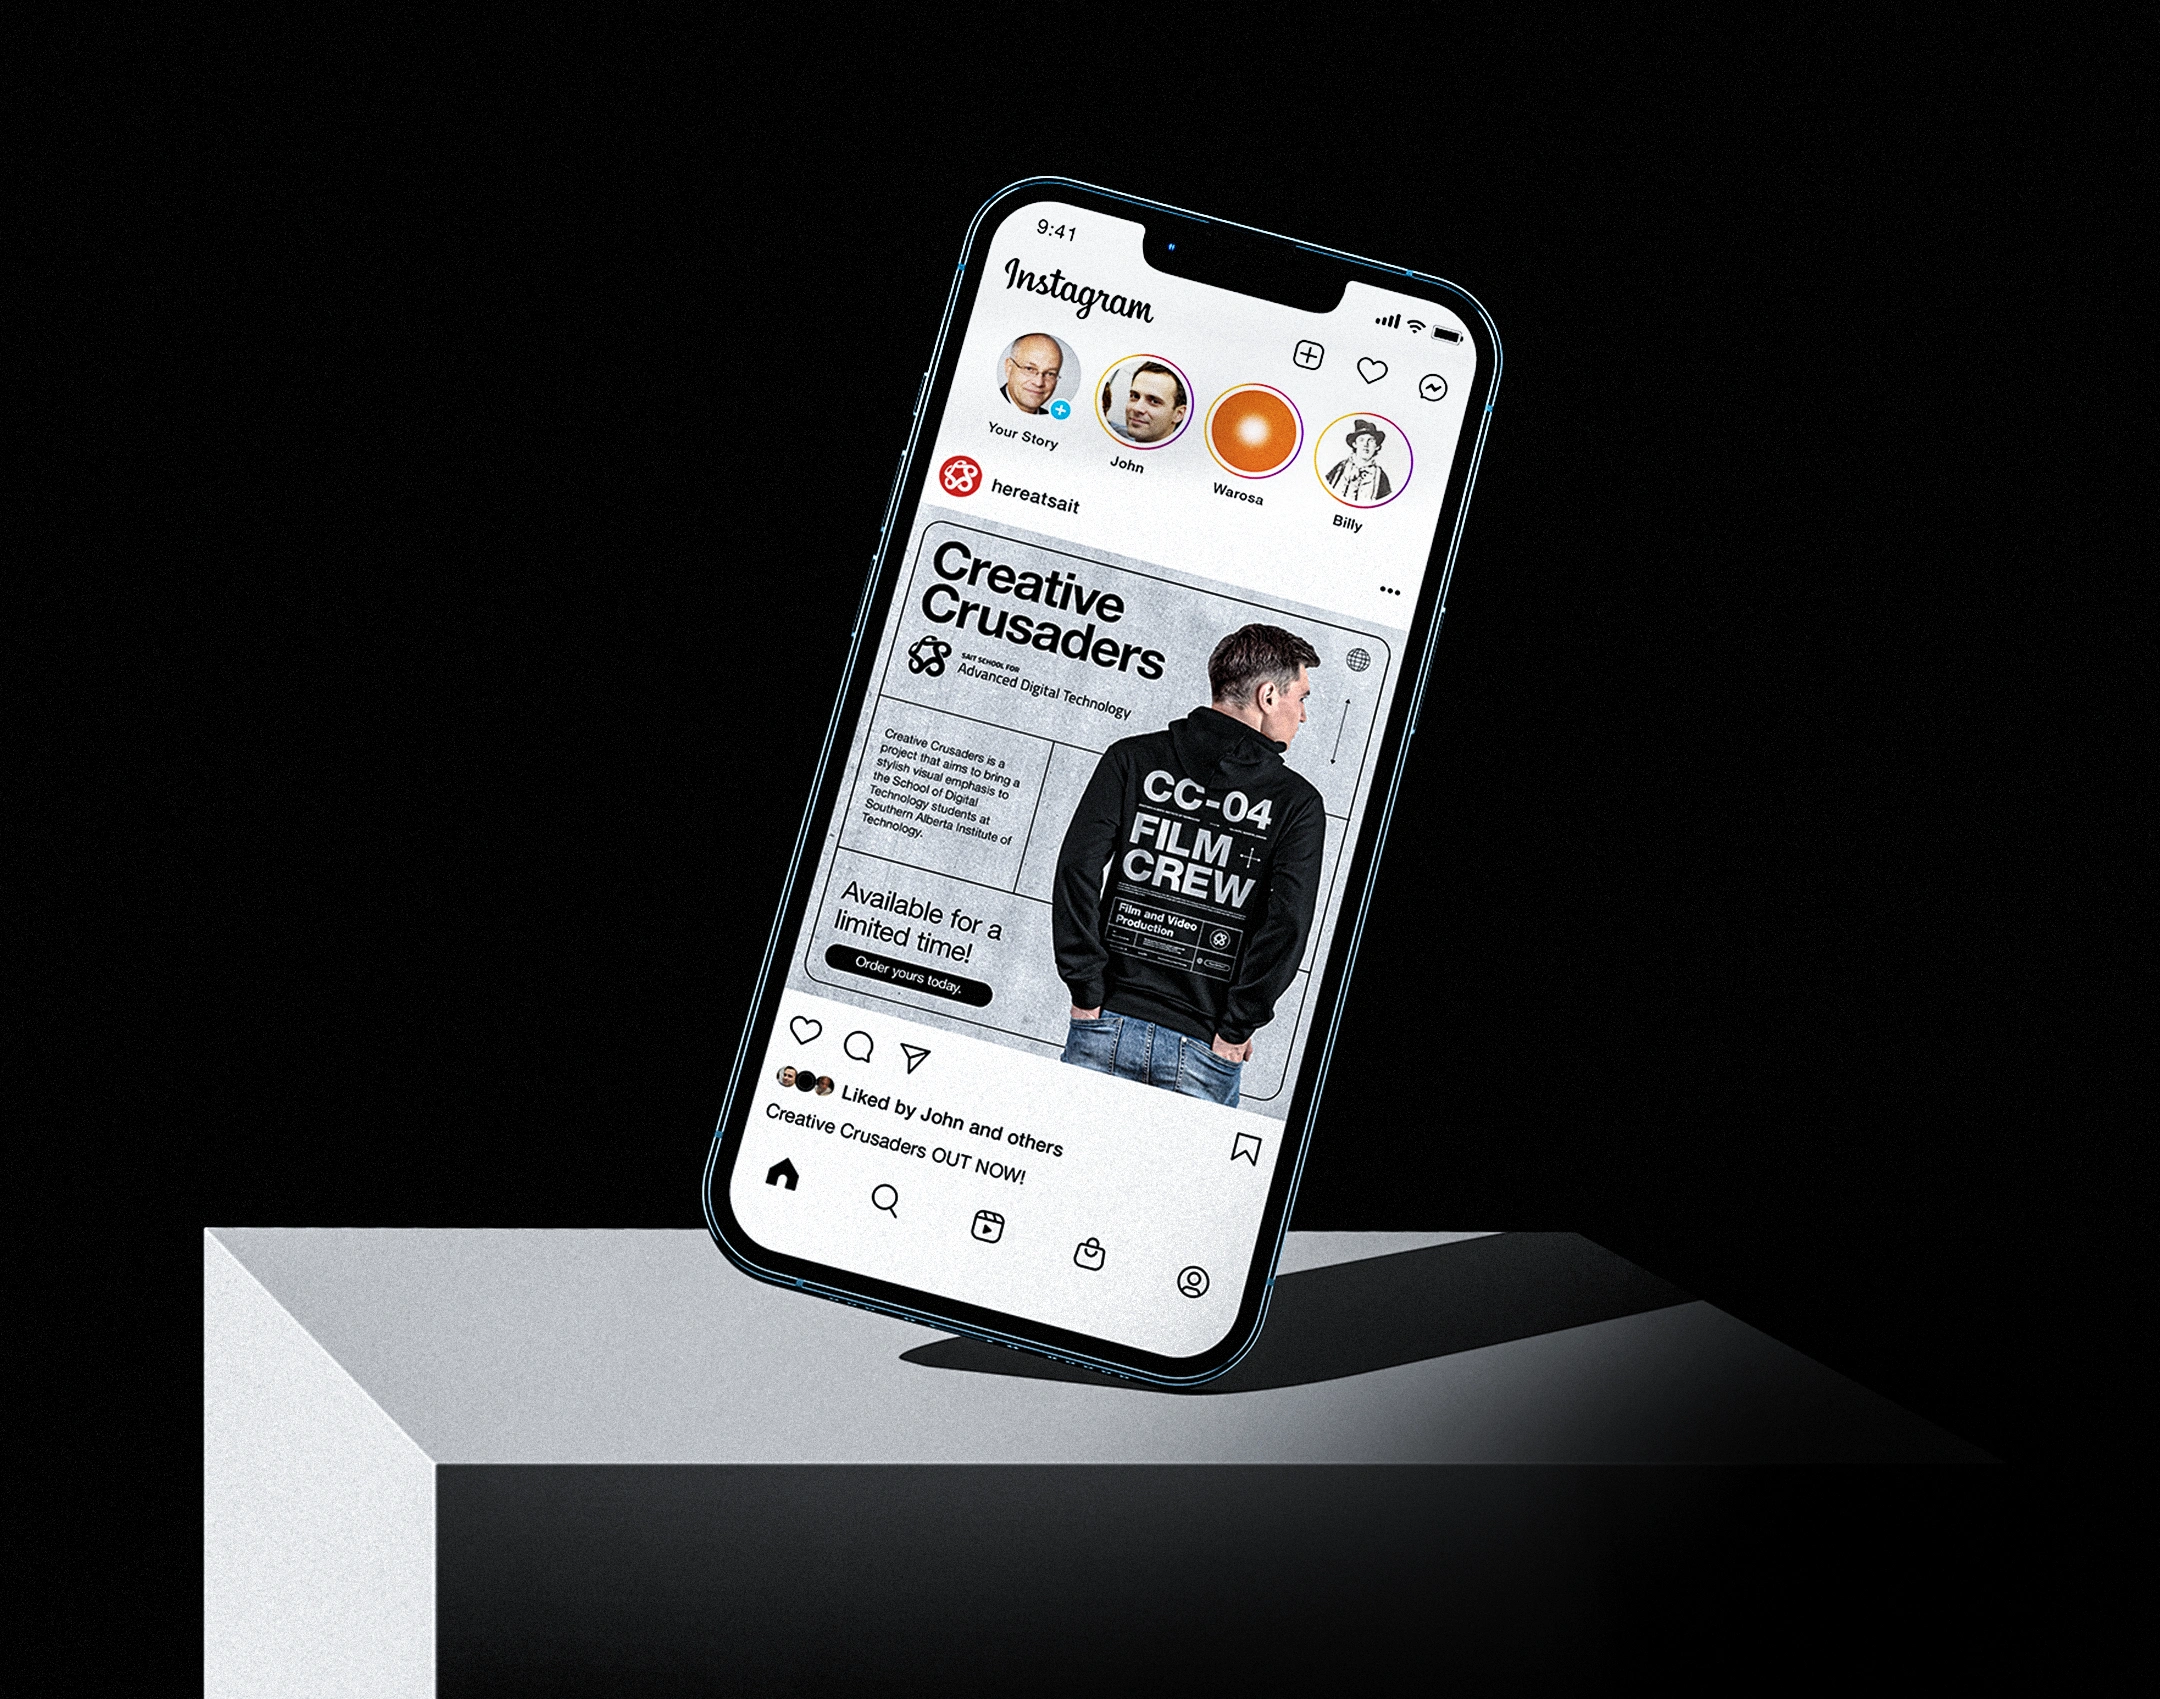 9:41
Instagram
Your Story
John
Warosa
Billy
hereatsait
Creative
Crusaders
SAIT SCHOOL FOR
Advanced Digital Technology
Creative Crusaders is a
project that aims to bring a
stylish visual emphasis to
the School of Digital
Technology students at
Southern Alberta Institute of
Technology.
CC-04
FILM
CREW
Film and Video
Production
Available for a
limited time!
Order yours today.
Liked by John and others
Creative Crusaders OUT NOW!